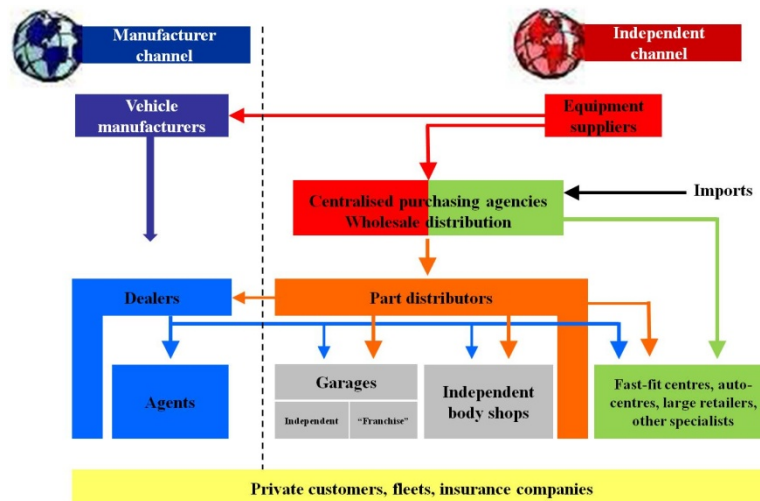 Manufacturer
channel
Independent
channel
Vehicle
manufacturers
Equipment
suppliers
Centralised purchasing agencies
Wholesale distribution
Imports
Dealers
Part distributors
Agents
Garages
Independent
“Franchise”
Independent
body shops
Fast-fit centres, auto-
centres, large retailers,
other specialists
Private customers, fleets, insurance companies